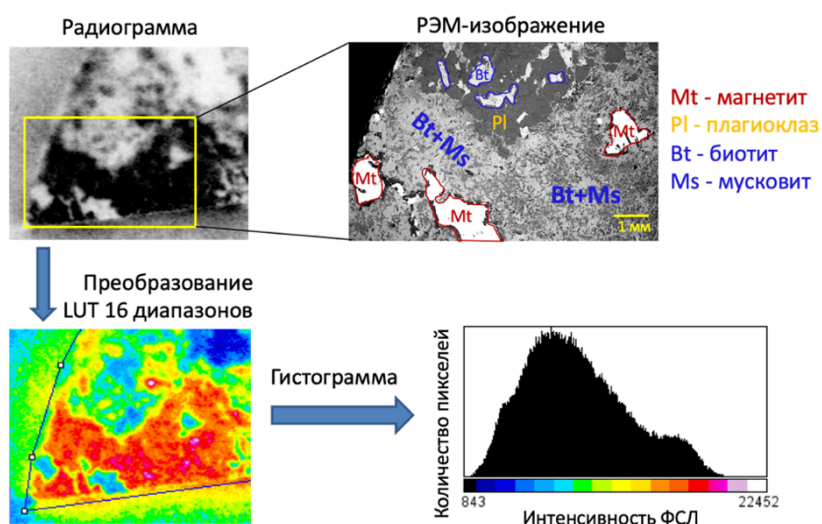 Радиограмма
РЭМ-изображение
Bt
Pl
Bt+Ms
Mt
Mt
Mt
Bt+Ms
1 мм
Mt - магнетит
Pl - плагиоклаз
Bt - биотит
Ms - мусковит
Преобразование
LUT 16 диапазонов
Гистограмма
Количество пикселей
843
22452
Интенсивность ФСЛ